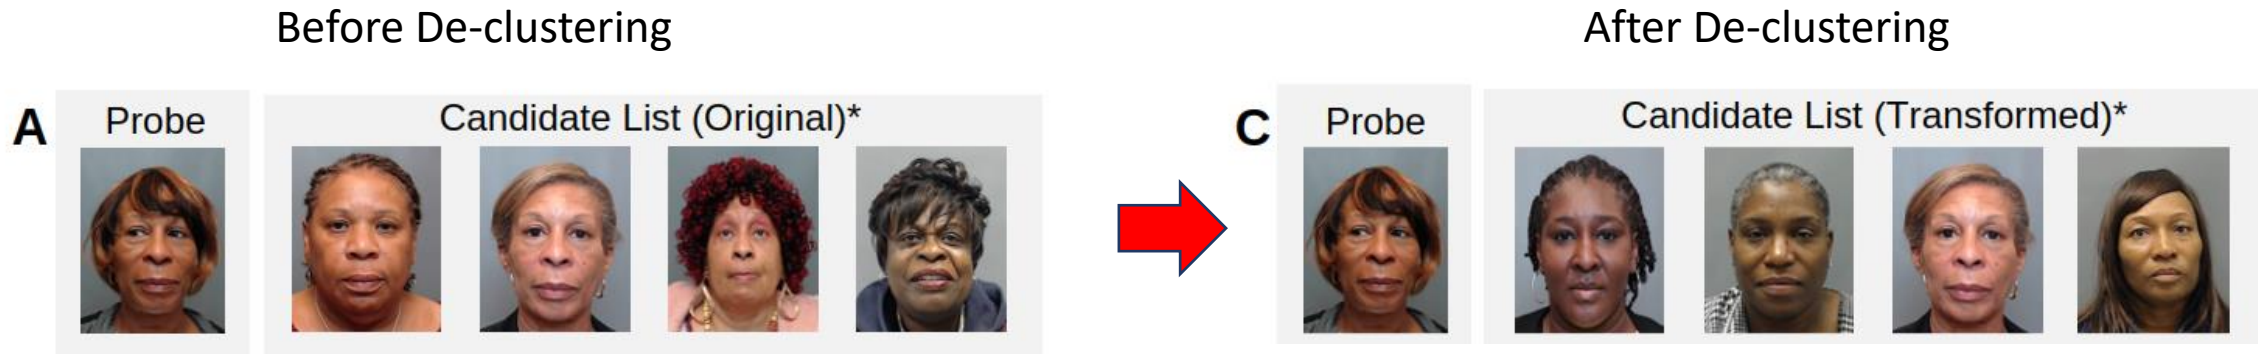 Before De-clustering
After De-clustering
A
Probe
Candidate List (Original)*
C
Probe
Candidate List (Transformed)*